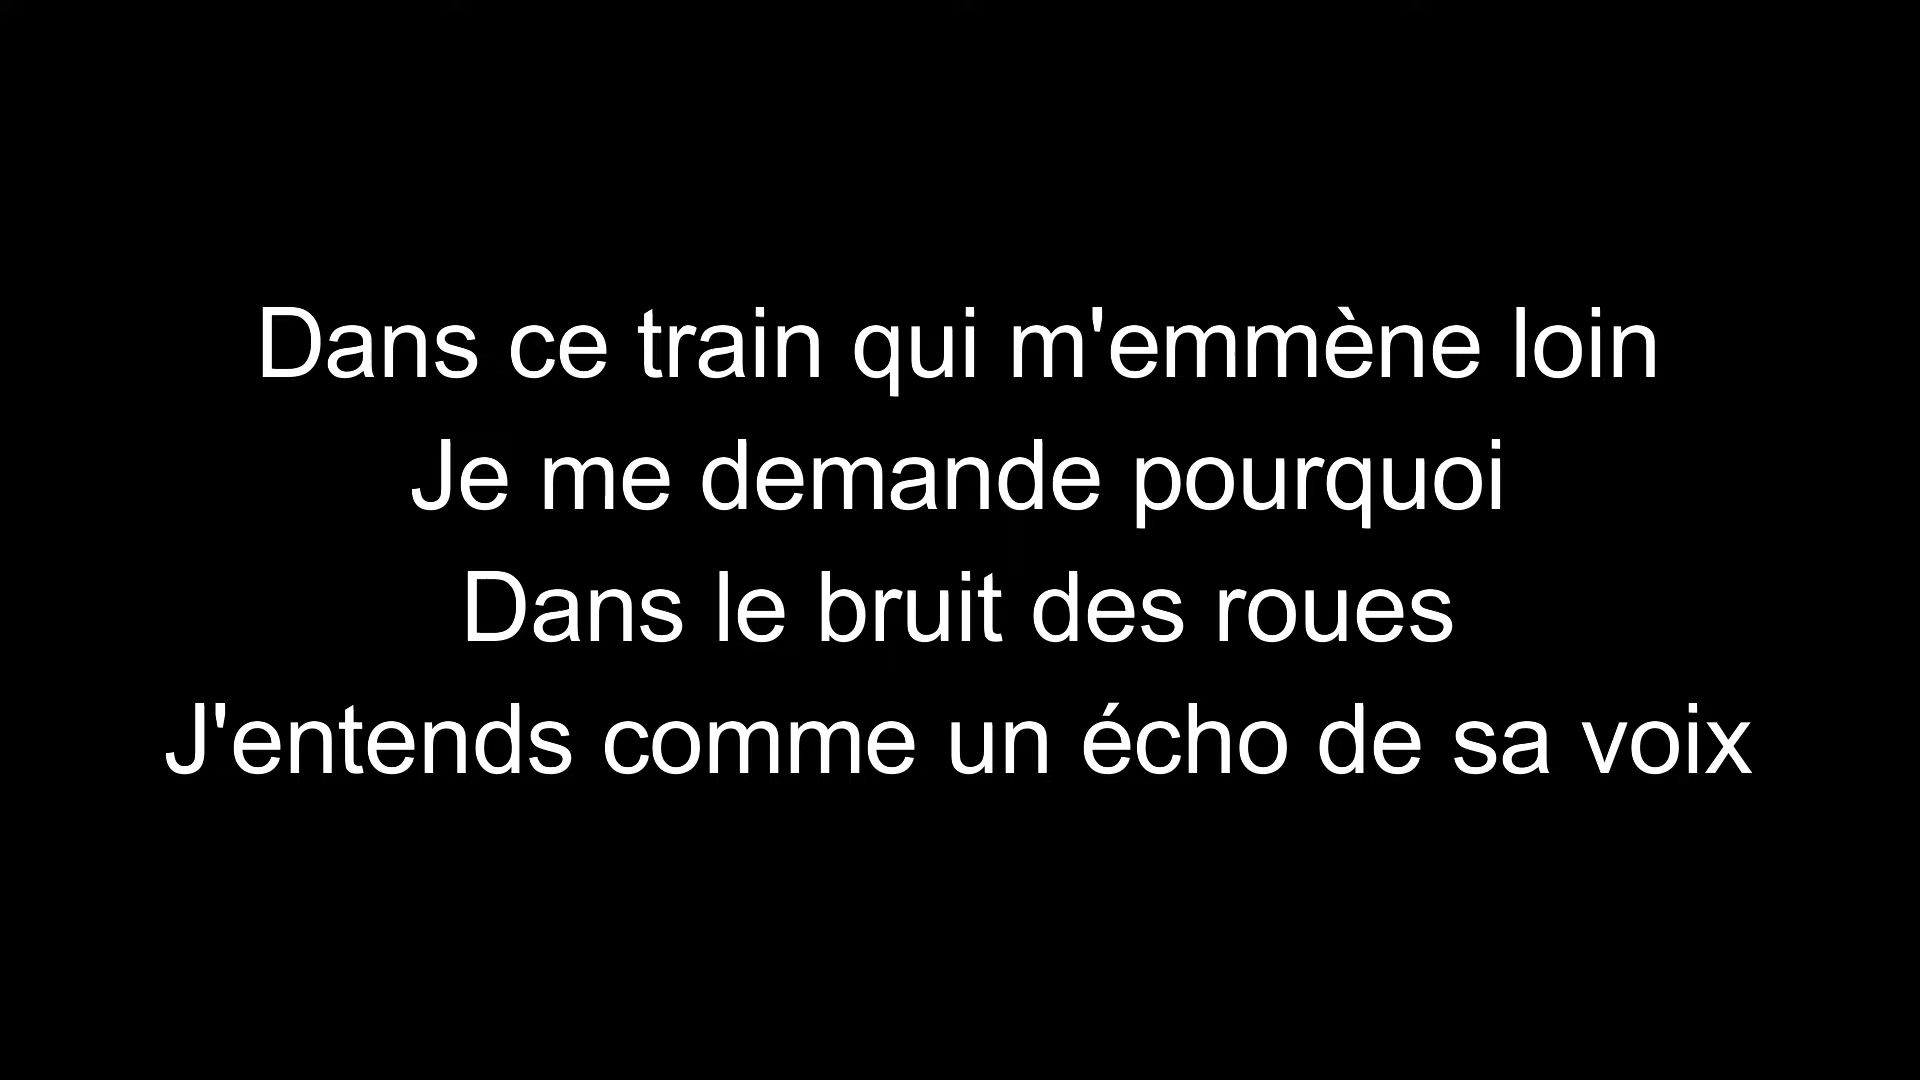 Dans ce train qui m'emmène loin
Je me demande pourquoi
Dans le bruit des roues
J'entends comme un écho de sa voix